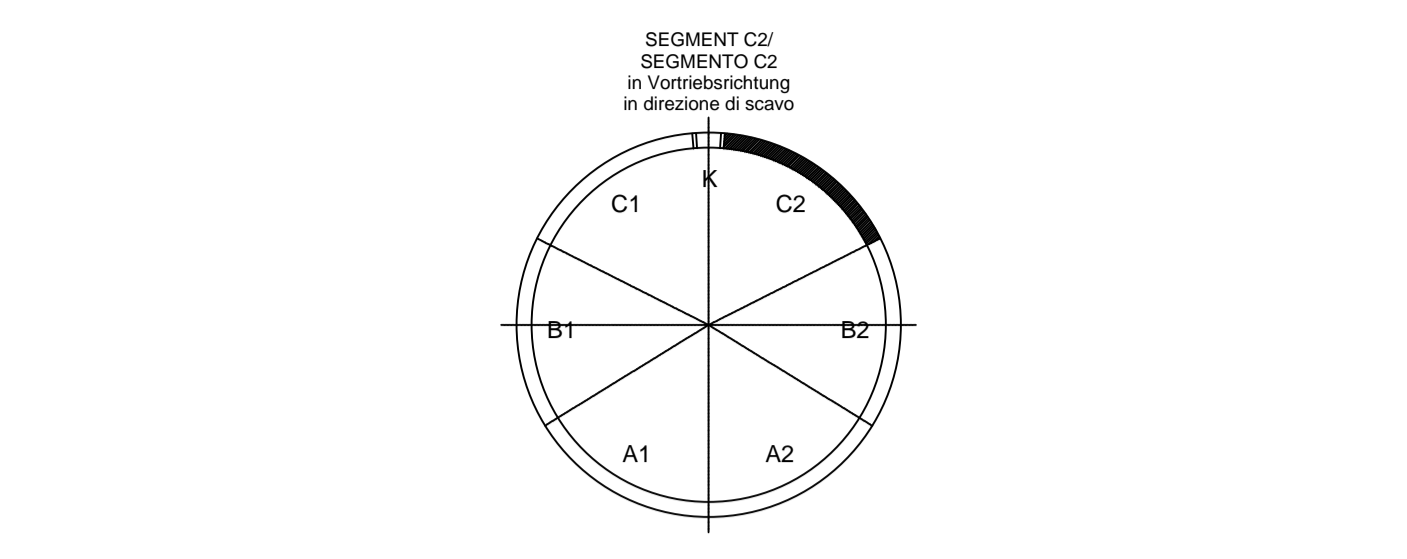 SEGMENT C2/
SEGMENTO C2
in Vortriebsrichtung
in direzione di scavo
K
C1
C2
B1
B2
A1
A2